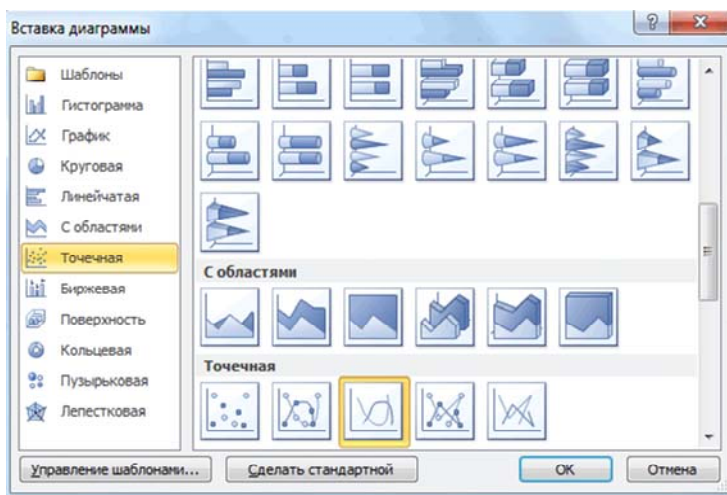 Вставка диаграммы
Шаблоны
Гистограмма
График
Круговая
Линейчатая
С областями
Точечная
Биржевая
Поверхность
Кольцевая
Пузырьковая
Лепестковая
С областями
Точечная
Управление шаблонами...
Сделать стандартной
ОК
Отмена